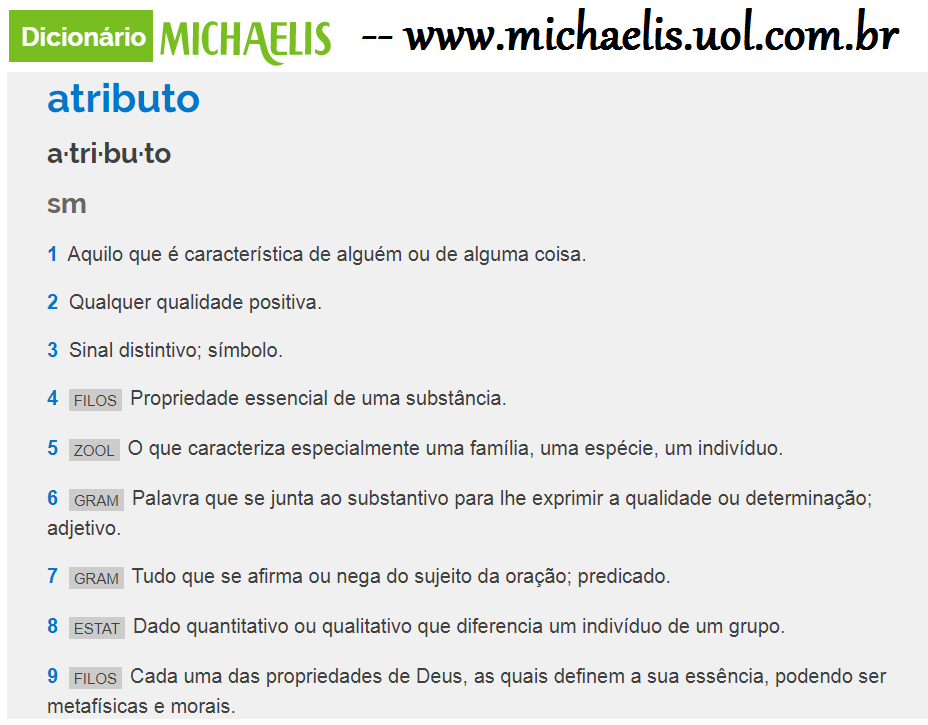 Dicionário MICHAELIS -- www.michaelis.uol.com.br
atributo
a·tri·bu·to
sm
1 Aquilo que é característica de alguém ou de alguma coisa.
2 Qualquer qualidade positiva.
3 Sinal distintivo; símbolo.
4 FILOS Propriedade essencial de uma substância.
5 ZOOL O que caracteriza especialmente uma família, uma espécie, um indivíduo.
6 GRAM Palavra que se junta ao substantivo para lhe exprimir a qualidade ou determinação;
adjetivo.
7 GRAM Tudo que se afirma ou nega do sujeito da oração; predicado.
8 ESTAT Dado quantitativo ou qualitativo que diferencia um indivíduo de um grupo.
9 FILOS Cada uma das propriedades de Deus, as quais definem a sua essência, podendo ser
metafísicas e morais.